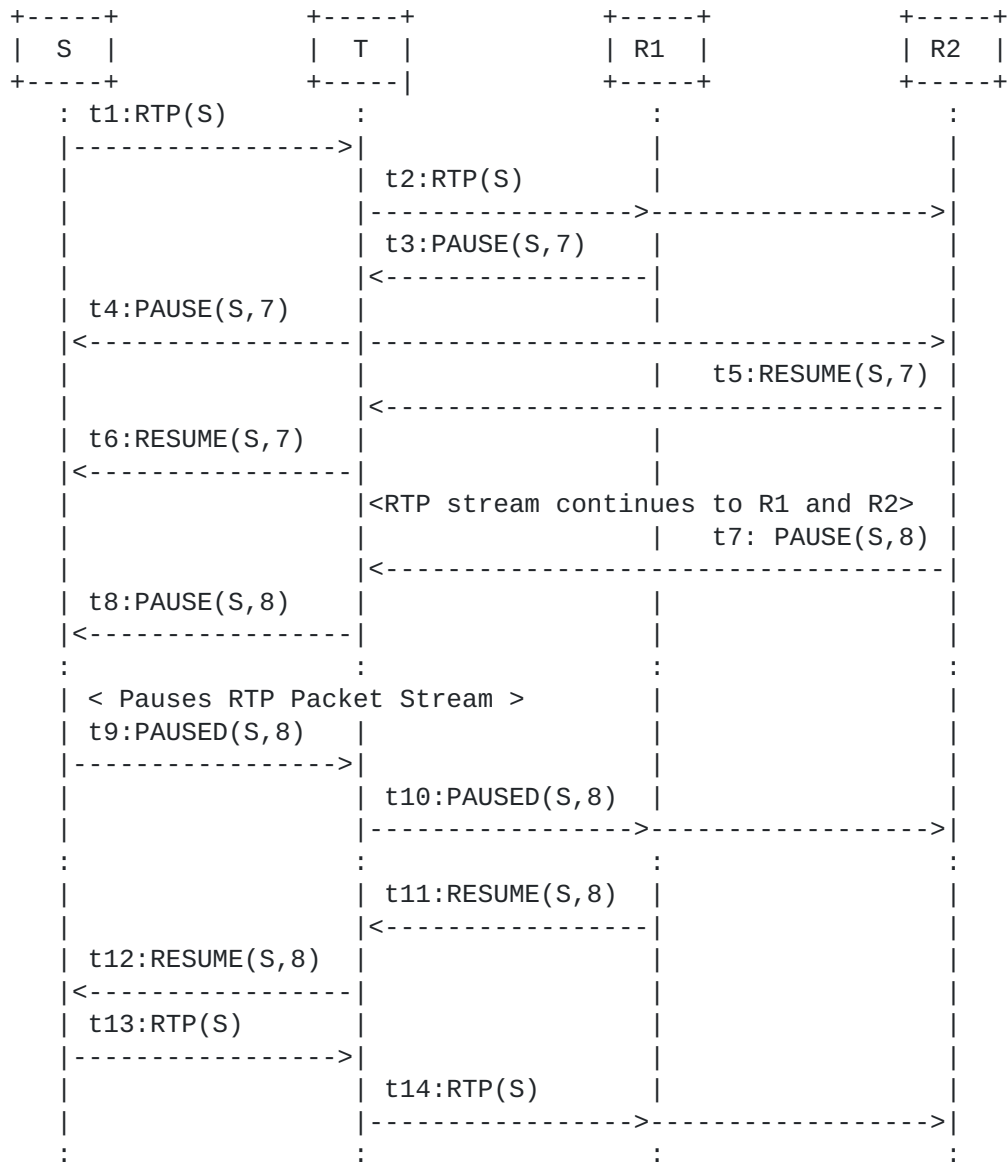 S T R1 R2
t1:RTP(S)
t2:RTP(S)
t3:PAUSE(S,7)
t4:PAUSE(S,7)
t5:RESUME(S,7)
t6:RESUME(S,7)
<RTP stream continues to R1 and R2>
t7: PAUSE(S,8)
t8:PAUSE(S,8)
< Pauses RTP Packet Stream >
t9:PAUSED(S,8)
t10:PAUSED(S,8)
t11:RESUME(S,8)
t12:RESUME(S,8)
t13:RTP(S)
t14:RTP(S)